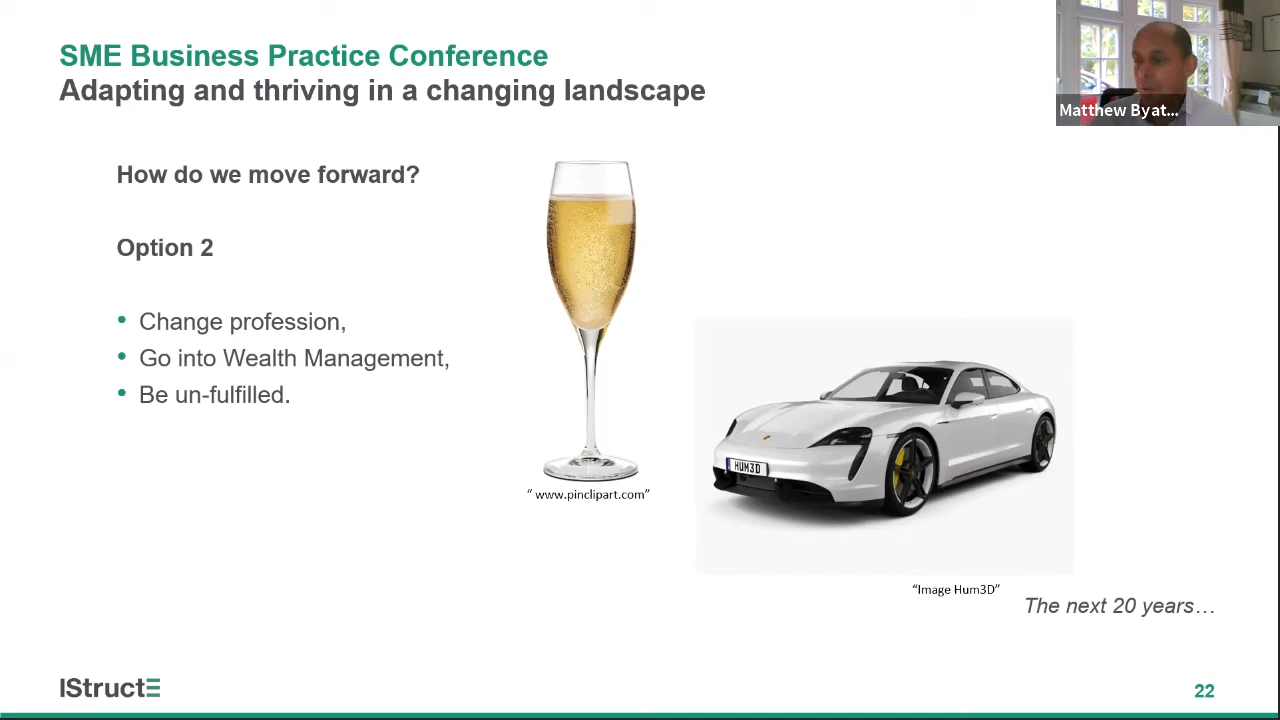 SME Business Practice Conference
Adapting and thriving in a changing landscape
Matthew Byat...
How do we move forward?
Option 2
• Change profession,
• Go into Wealth Management,
• Be un-fulfilled.
“ www.pinclipart.com”
HUM3D
“Image Hum3D”
The next 20 years…
IStructE
22